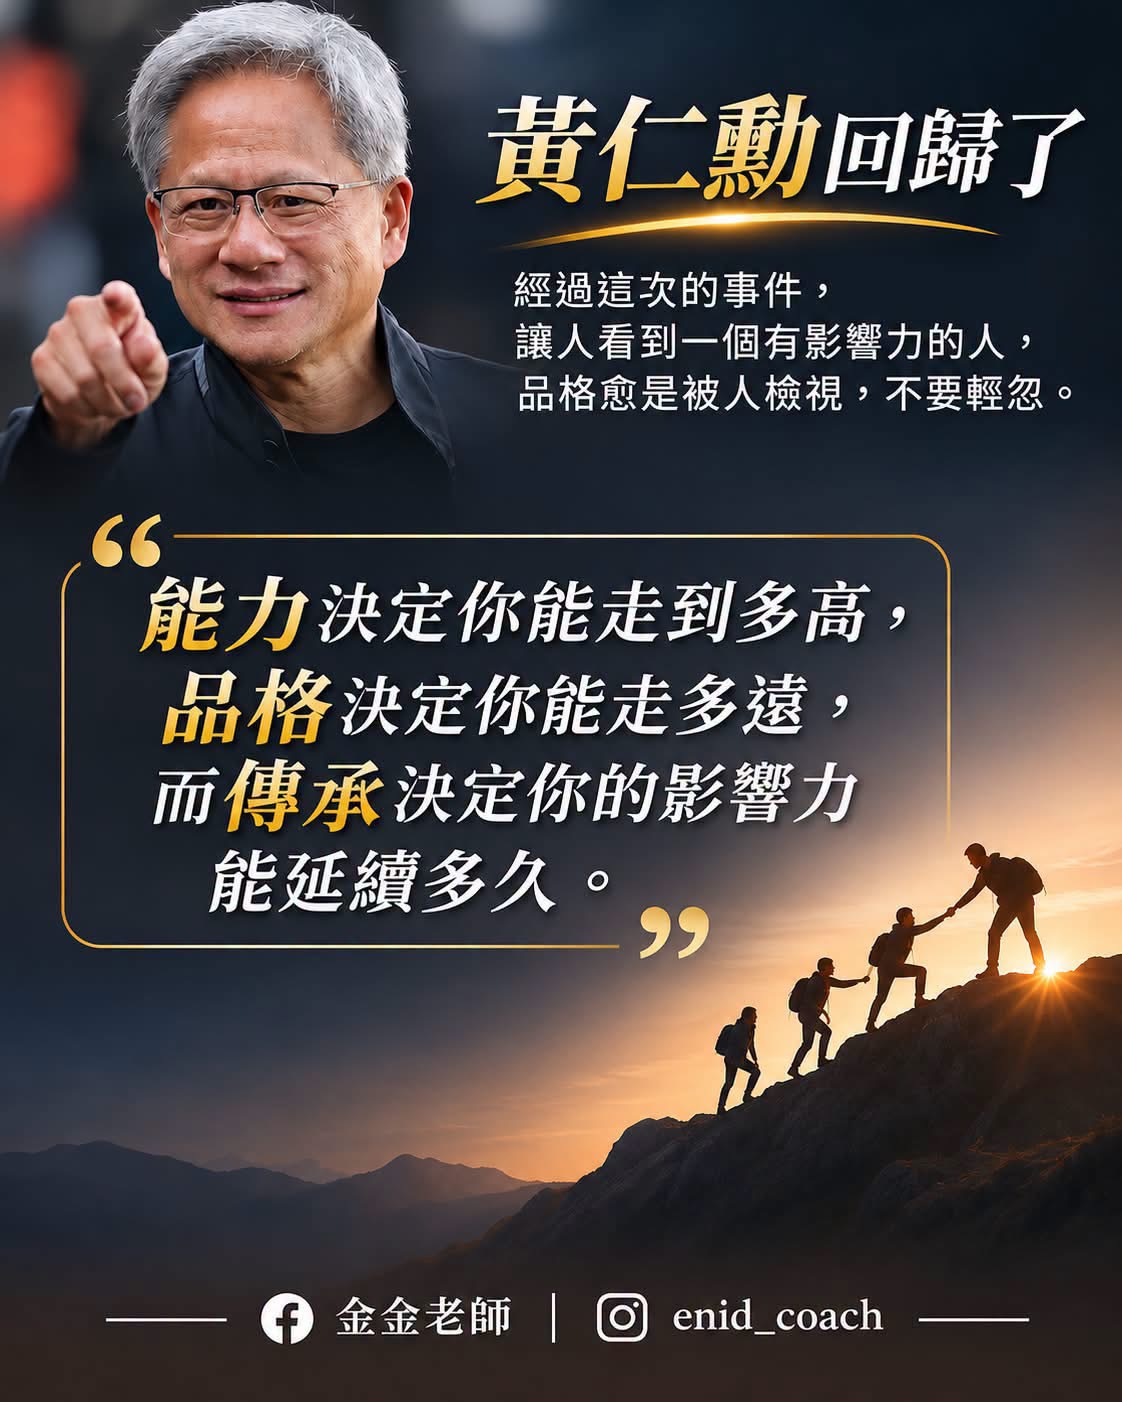 黃仁勳回歸了
經過這次的事件，
讓人看到一個有影響力的人，
品格愈是被人檢視，不要輕忽。
“能力決定你能走到多高，
品格決定你能走多遠，
而傳承決定你的影響力
能延續多久。”
金金老師 | enid_coach